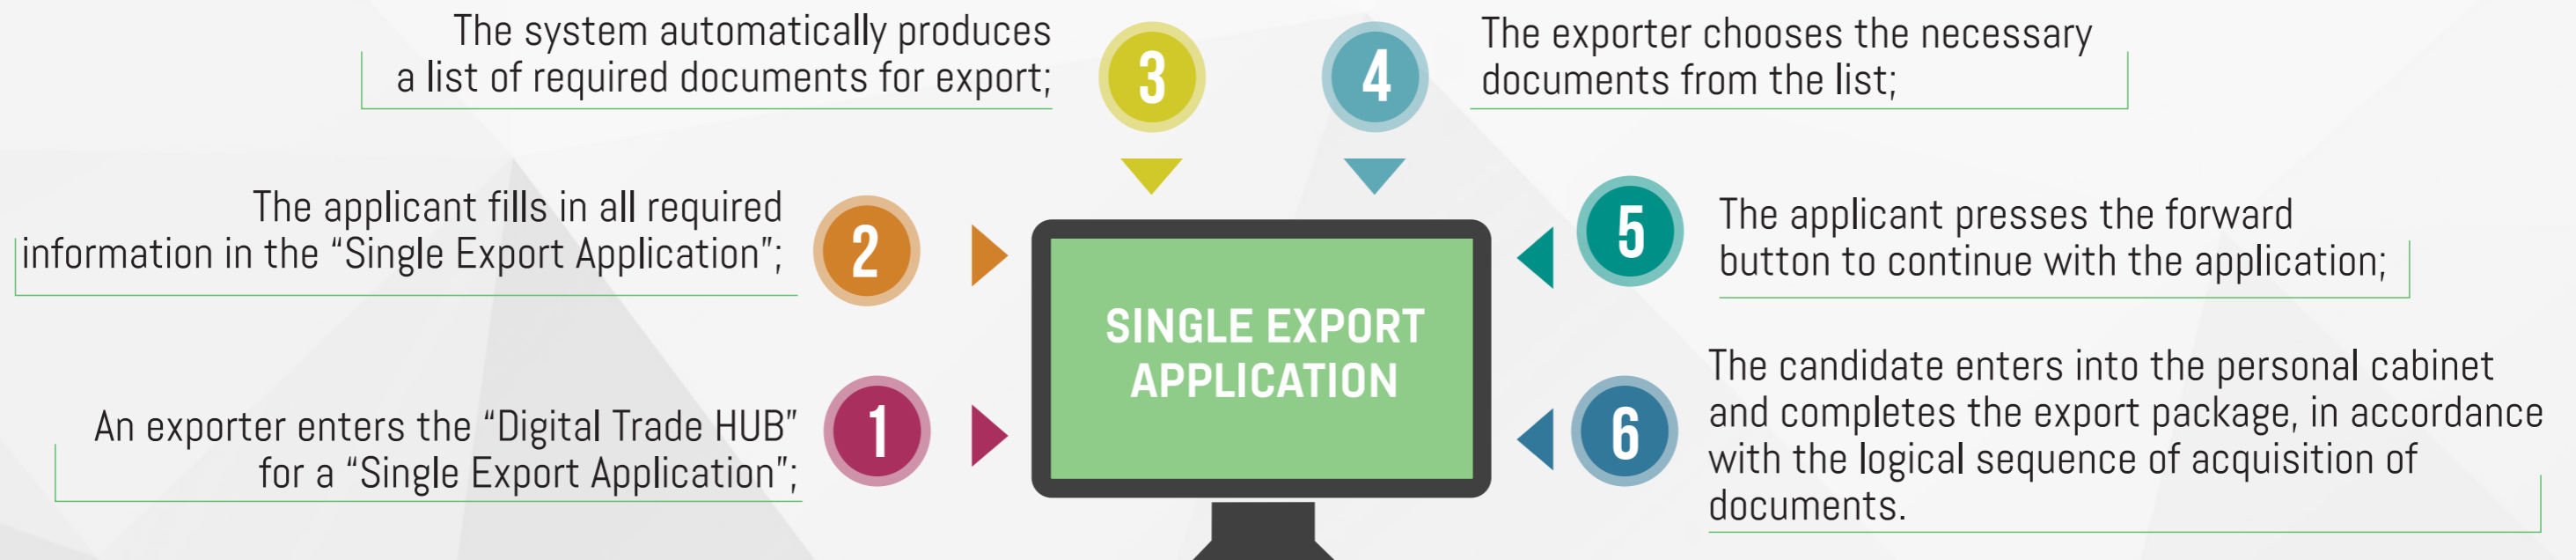 The system automatically produces
a list of required documents for export;
3
4
The exporter chooses the necessary
documents from the list;
The applicant fills in all required
information in the “Single Export Application”;
2
5
The applicant presses the forward
button to continue with the application;
SINGLE EXPORT
APPLICATION
An exporter enters the “Digital Trade HUB”
for a “Single Export Application”;
1
6
The candidate enters into the personal cabinet
and completes the export package, in accordance
with the logical sequence of acquisition of
documents.